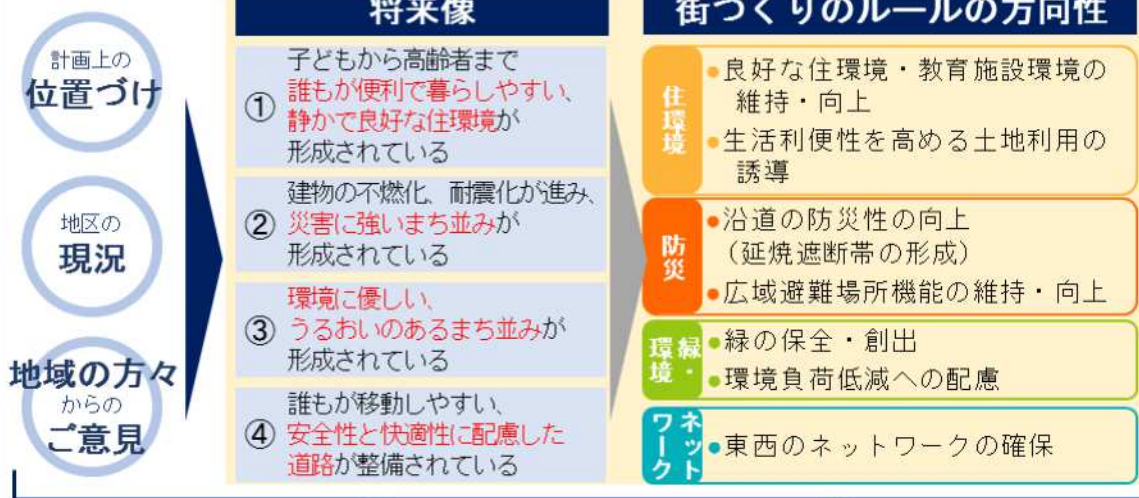 計画上の
位置づけ
地区の
現況
地域の方々
からの
ご意見
将来像
① 子どもから高齢者まで
誰もが便利で暮らしやすい、
静かで良好な住環境が
形成されている
② 建物の不燃化、耐震化が進み、
災害に強いまち並みが
形成されている
③ 環境に優しい、
うるおいのあるまち並みが
形成されている
④ 誰もが移動しやすい、
安全性と快適性に配慮した
道路が整備されている
街づくりのルールの方向性
住環境
●良好な住環境・教育施設環境の
維持・向上
●生活利便性を高める土地利用の
誘導
防災
●沿道の防災性の向上
（延焼遮断帯の形成）
●広域避難場所機能の維持・向上
緑・
環境
●緑の保全・創出
●環境負荷低減への配慮
ネット
ワーク
●東西のネットワークの確保